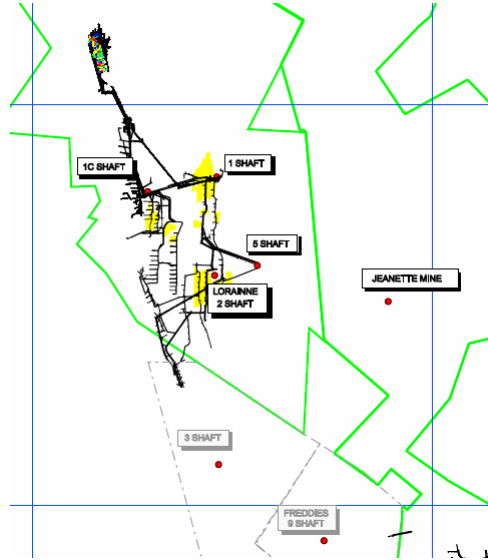 1C SHAFT
1 SHAFT
5 SHAFT
JEANETTE MINE
LORAINNE
2 SHAFT
3 SHAFT
FREDDIES
9 SHAFT